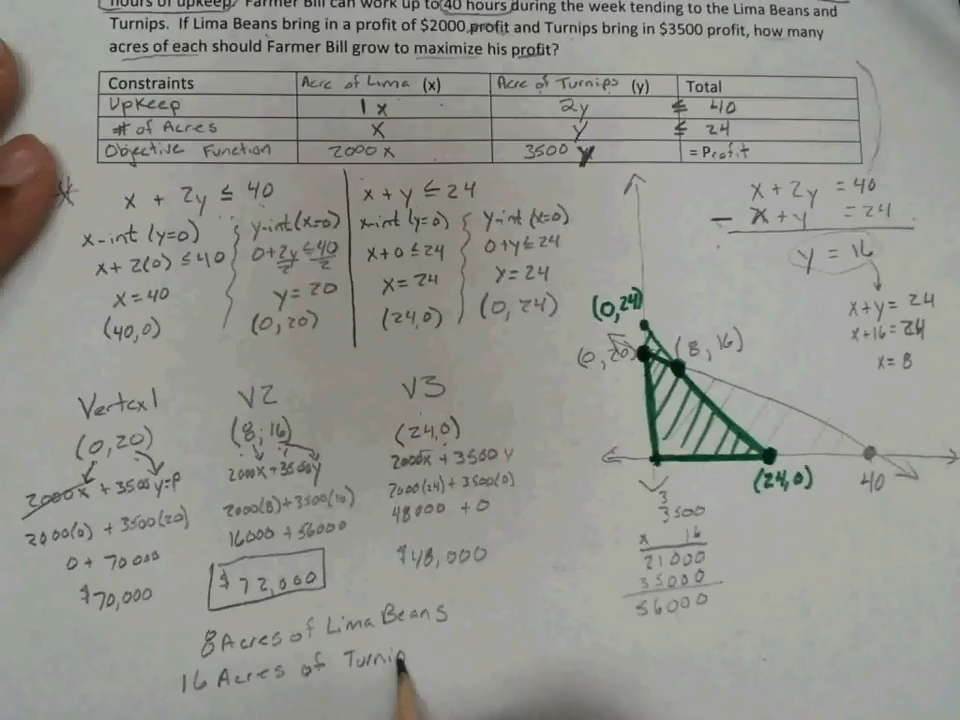 hours of upkeep. Farmer Bill can work up to 40 hours during the week tending to the Lima Beans and
Turnips. If Lima Beans bring in a profit of $2000 profit and Turnips bring in $3500 profit, how many
acres of each should Farmer Bill grow to maximize his profit?
Constraints Acre of Lima (x) Acre of Turnips (y) Total
Upkeep 1x 2y ≤ 40
# of Acres x y ≤ 24
Objective Function 2000x 3500y = Profit
x + 2y ≤ 40
x-int (y=0)
x + 2(0) ≤ 40
x = 40
(40,0)
y-int (x=0)
0+2y ≤ 40
2 2
y = 20
(0,20)
x + y ≤ 24
x-int (y=0)
x+0 ≤ 24
x = 24
(24,0)
y-int (x=0)
0+y ≤ 24
y = 24
(0,24)
x + 2y = 40
- x + y = 24
y = 16
x+y = 24
x+16 = 24
x = 8
(0,24)
(0,20)
(8,16)
(24,0)
40
Vertex 1
(0,20)
2000x + 3500y=P
2000(0) + 3500(20)
0 + 70000
$70,000
V2
(8,16)
2000x+3500y
2000(8)+3500(16)
16000 + 56000
$72,000
V3
(24,0)
2000x + 3500y
2000(24)+3500(0)
48000 + 0
$48,000
3
3500
x 16
21000
35000
56000
8 Acres of Lima Beans
16 Acres of Turnip